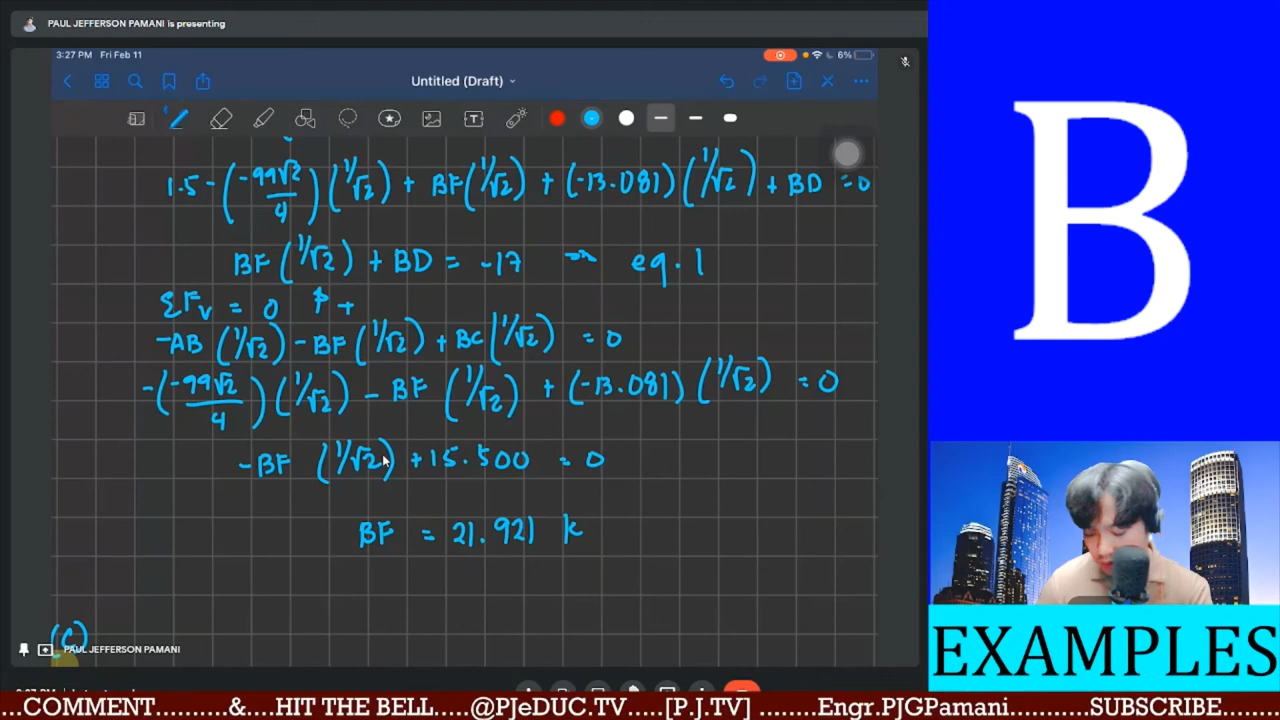 PAUL JEFFERSON PAMANI is presenting
3:27 PM Fri Feb 11
6%
Untitled (Draft)
1.5 - (-99√2/4)(1/√2) + BF(1/√2) + (-13.081)(1/√2) + BD = 0
BF (1/√2) + BD = -17 eq. 1
ΣFv = 0 +
-AB (1/√2) - BF (1/√2) + BC (1/√2) = 0
-(-99√2/4)(1/√2) - BF (1/√2) + (-13.081)(1/√2) = 0
-BF (1/√2) + 15.500 = 0
BF = 21.921 k
(C)
PAUL JEFFERSON PAMANI
B
EXAMPLES
....COMMENT.........&....HIT THE BELL.....@PJeDUC.TV.....[P.J.TV].....Engr.PJGPamani..........SUBSCRIBE......